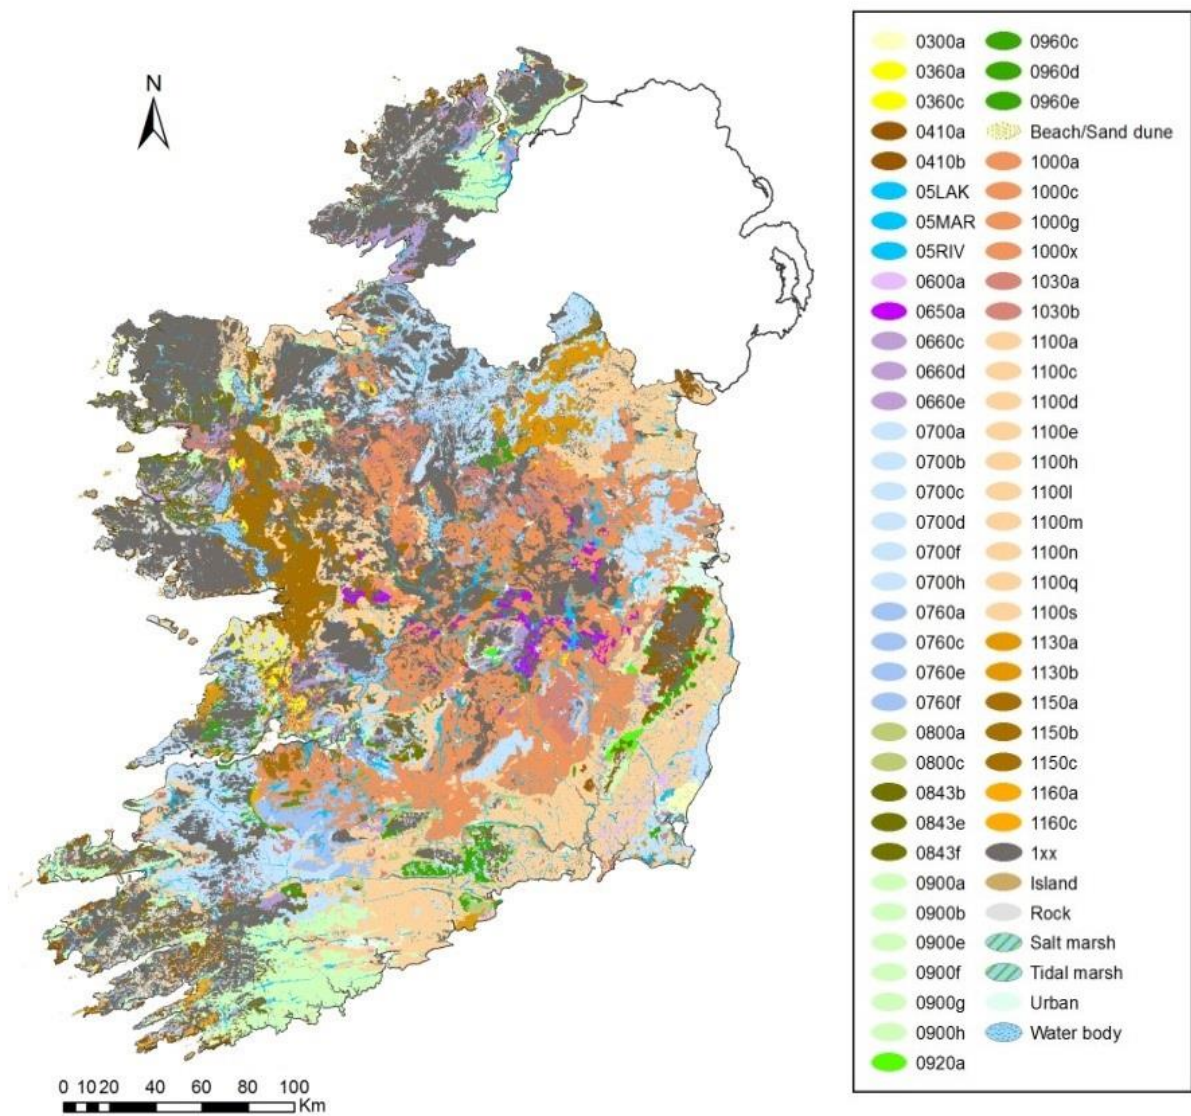 N
0 10 20 40 60 80 100
Km
0300a
0360a
0360c
0410a
0410b
05LAK
05MAR
05RIV
0600a
0650a
0660c
0660d
0660e
0700a
0700b
0700c
0700d
0700f
0700h
0760a
0760c
0760e
0760f
0800a
0800c
0843b
0843e
0843f
0900a
0900b
0900e
0900f
0900g
0900h
0920a
0960c
0960d
0960e
Beach/Sand dune
1000a
1000c
1000g
1000x
1030a
1030b
1100a
1100c
1100d
1100e
1100h
1100l
1100m
1100n
1100q
1100s
1130a
1130b
1150a
1150b
1150c
1160a
1160c
1xx
Island
Rock
Salt marsh
Tidal marsh
Urban
Water body